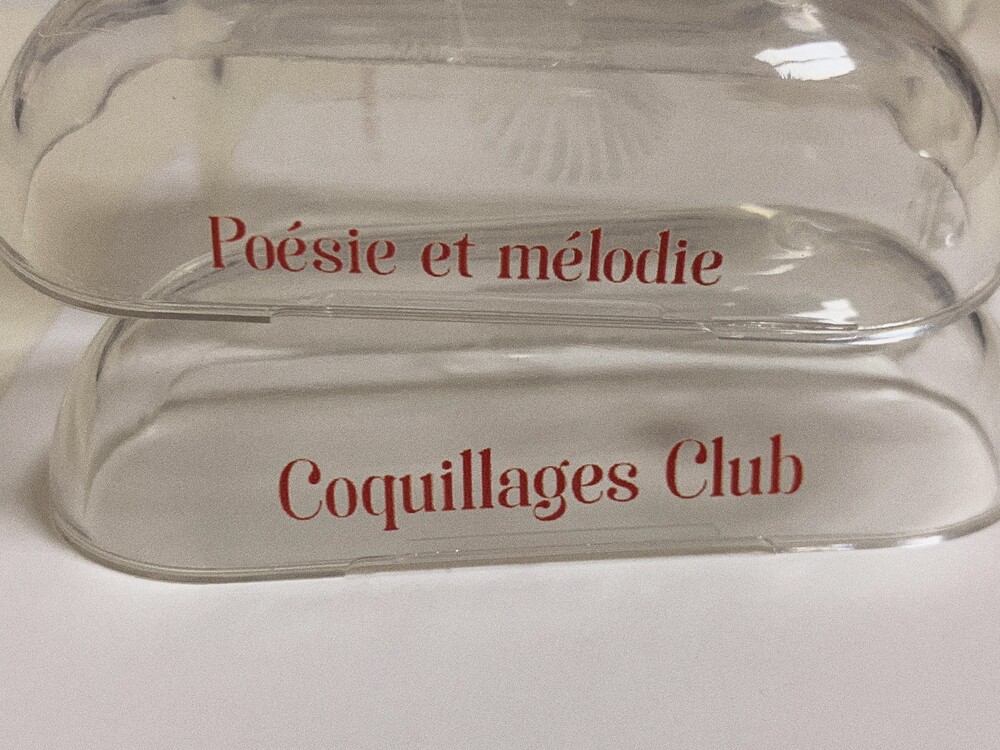 Poésie et mélodie
Coquillages Club